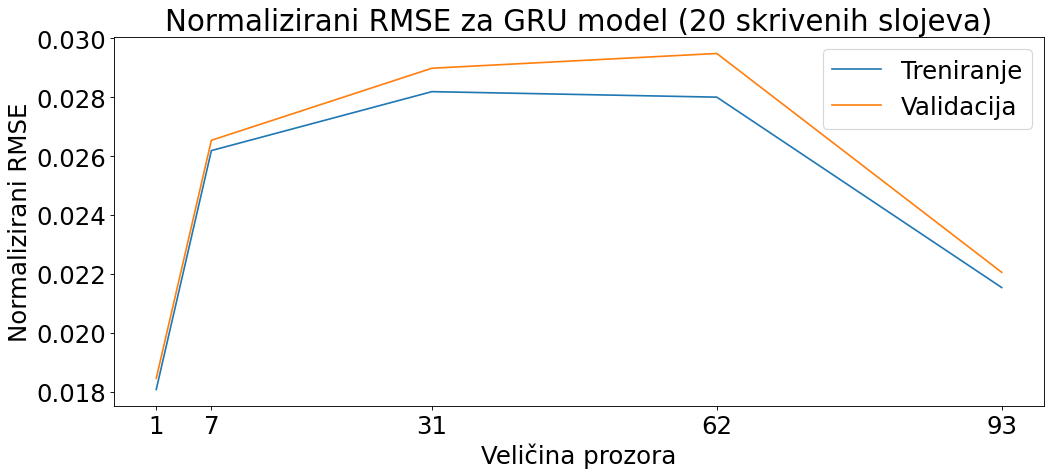 Normalizirani RMSE za GRU model (20 skrivenih slojeva)
Normalizirani RMSE
0.030
0.028
0.026
0.024
0.022
0.020
0.018
Treniranje
Validacija
1 7 31 62 93
Veličina prozora